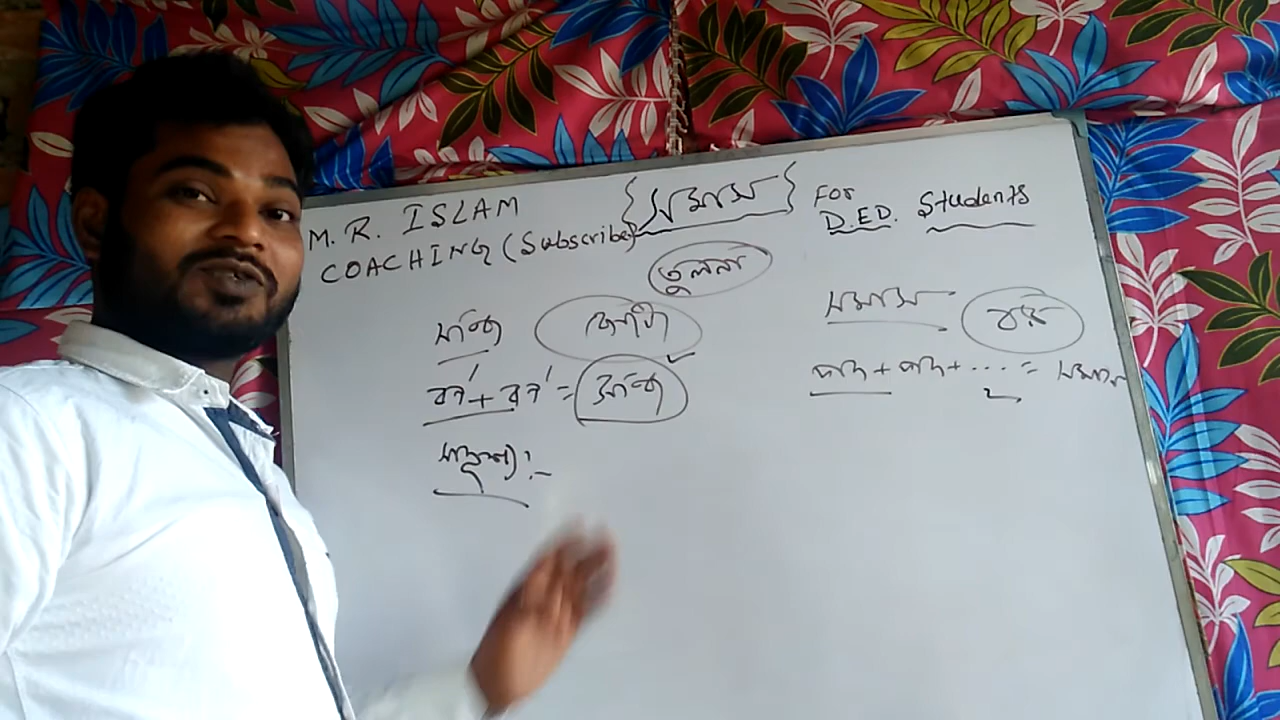 M. R. ISLAM
COACHING (Subscribe)
{সমাস}
FOR
D.ED. Students
তুলনা
সন্ধি
সমাস
বর্ণ + বর্ণ = সন্ধি
পদ + পদ + .... = সমাস
সাদৃশ্য :-